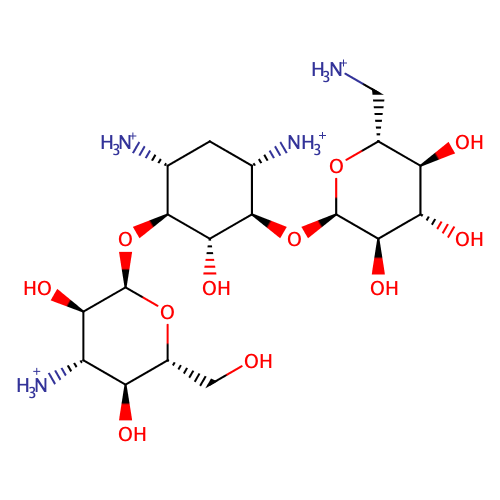 H₃N⁺
H₃N⁺ NH₃⁺
O OH
O O OH
HO OH OH
O OH
H₃N⁺ OH
OH